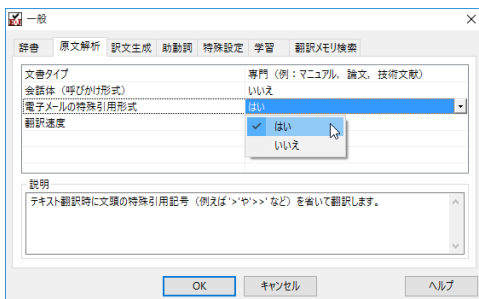 一般
辞書 原文解析 訳文生成 助動詞 特殊設定 学習 翻訳メモリ検索
文書タイプ 専門（例：マニュアル, 論文, 技術文献）
会話体（呼びかけ形式） いいえ
電子メールの特殊引用形式 はい
翻訳速度
はい
いいえ
説明
テキスト翻訳時に文頭の特殊引用記号（例えば'>'や'>>'など）を省いて翻訳します。
OK キャンセル ヘルプ